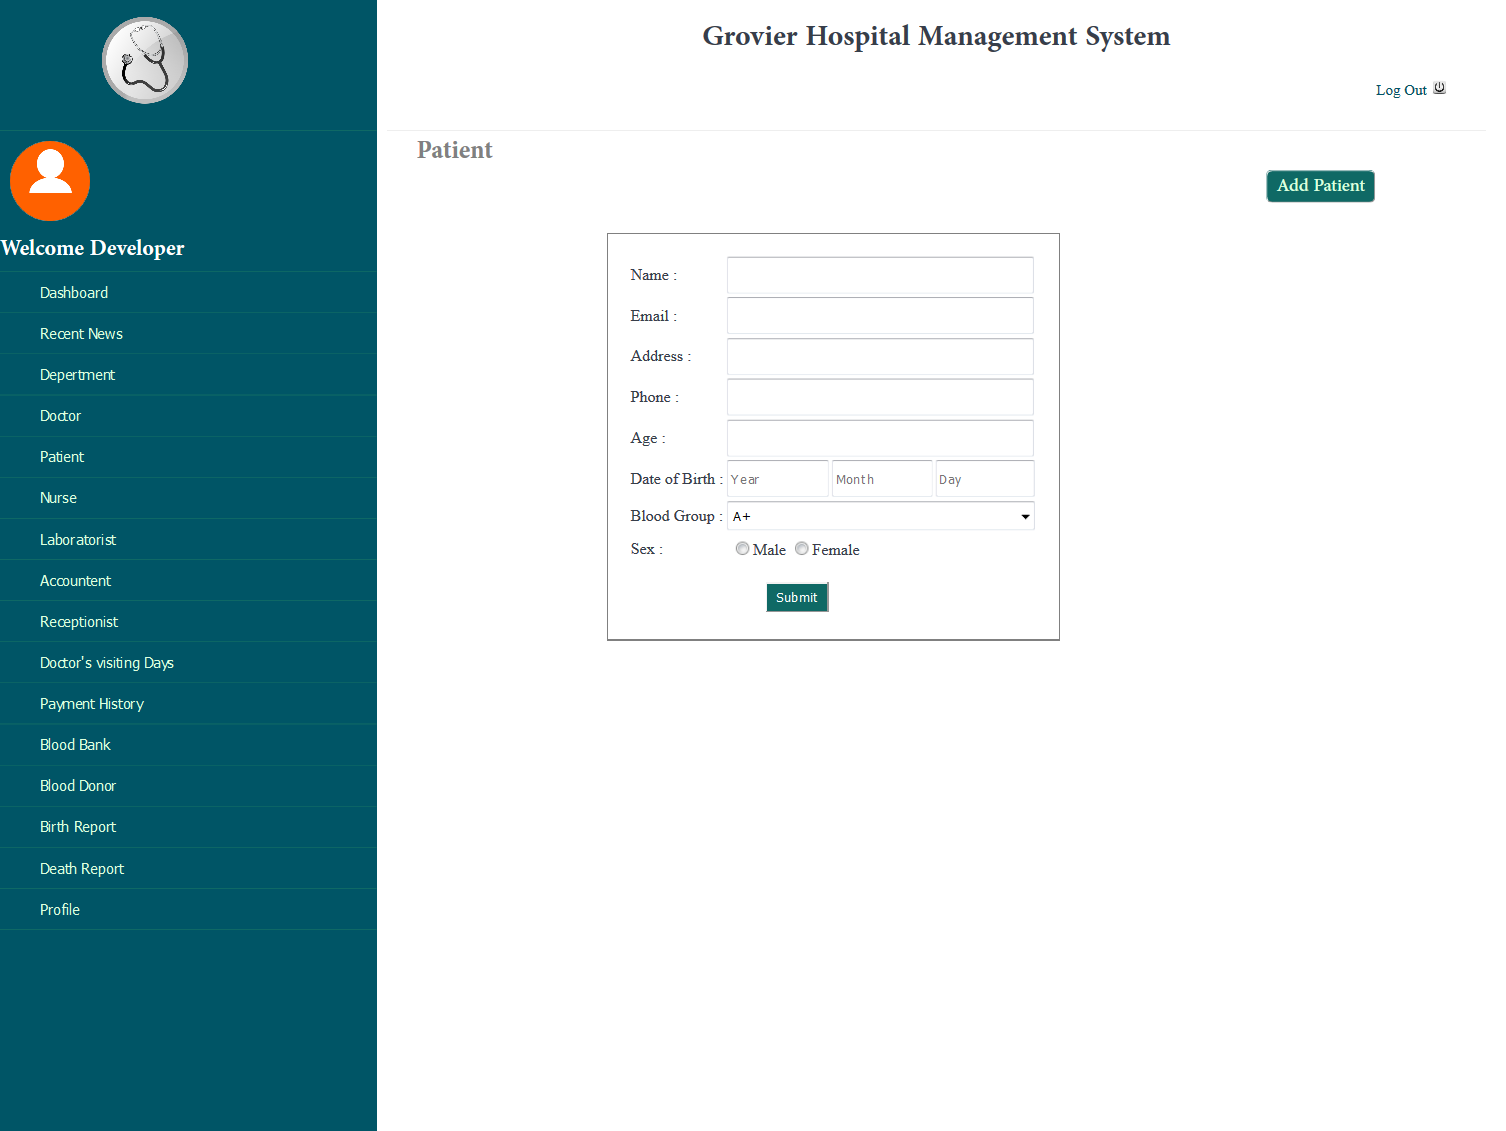 Grovier Hospital Management System
Log Out
Patient
Add Patient
Welcome Developer
Dashboard
Recent News
Depertment
Doctor
Patient
Nurse
Laboratorist
Accountent
Receptionist
Doctor's visiting Days
Payment History
Blood Bank
Blood Donor
Birth Report
Death Report
Profile
Name :
Email :
Address :
Phone :
Age :
Date of Birth : Year Month Day
Blood Group : A+
Sex : Male Female
Submit